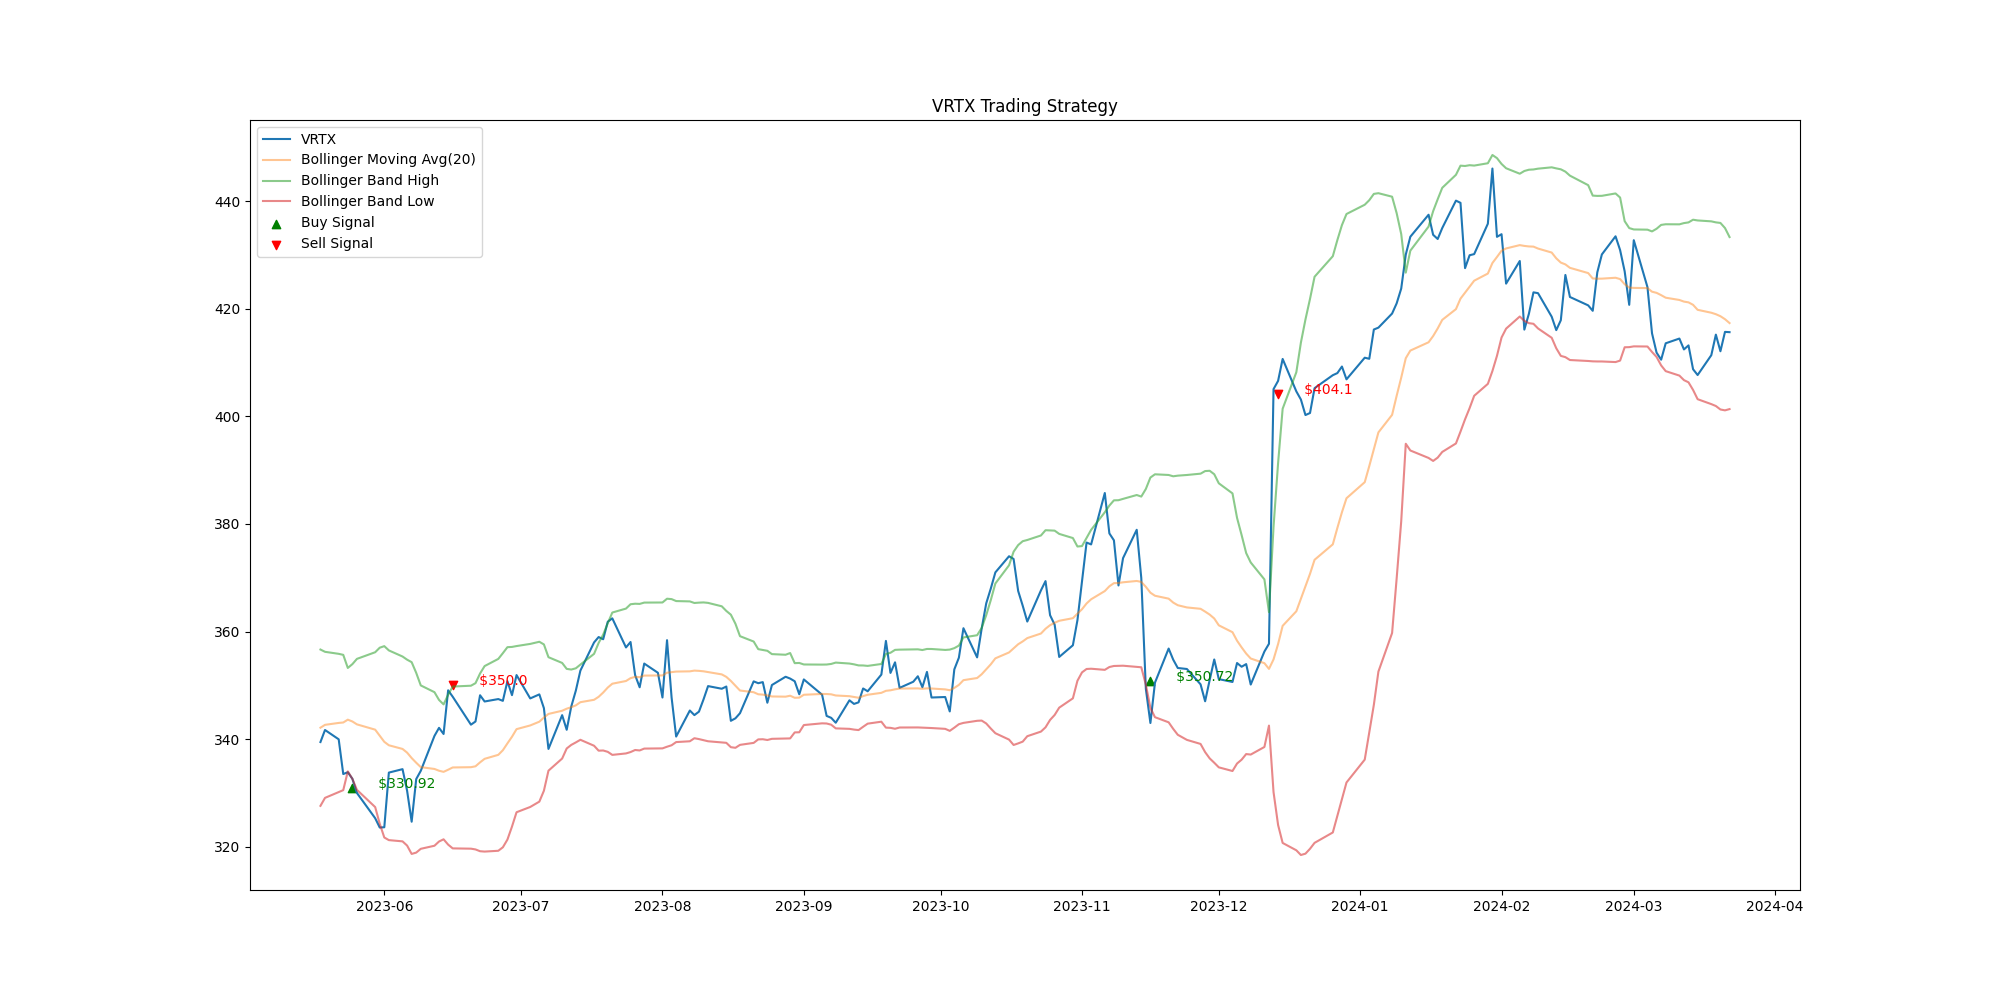 VRTX Trading Strategy
VRTX
Bollinger Moving Avg(20)
Bollinger Band High
Bollinger Band Low
Buy Signal
Sell Signal
440
420
400
380
360
340
320
$404.1
$350.0
$350.72
$330.92
2023-06 2023-07 2023-08 2023-09 2023-10 2023-11 2023-12 2024-01 2024-02 2024-03 2024-04